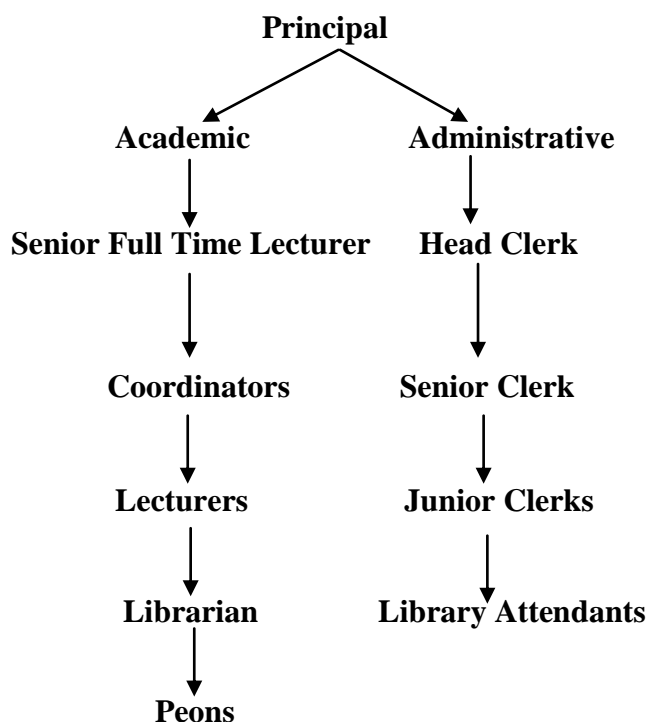 Principal
Academic Administrative
Senior Full Time Lecturer Head Clerk
Coordinators Senior Clerk
Lecturers Junior Clerks
Librarian Library Attendants
Peons